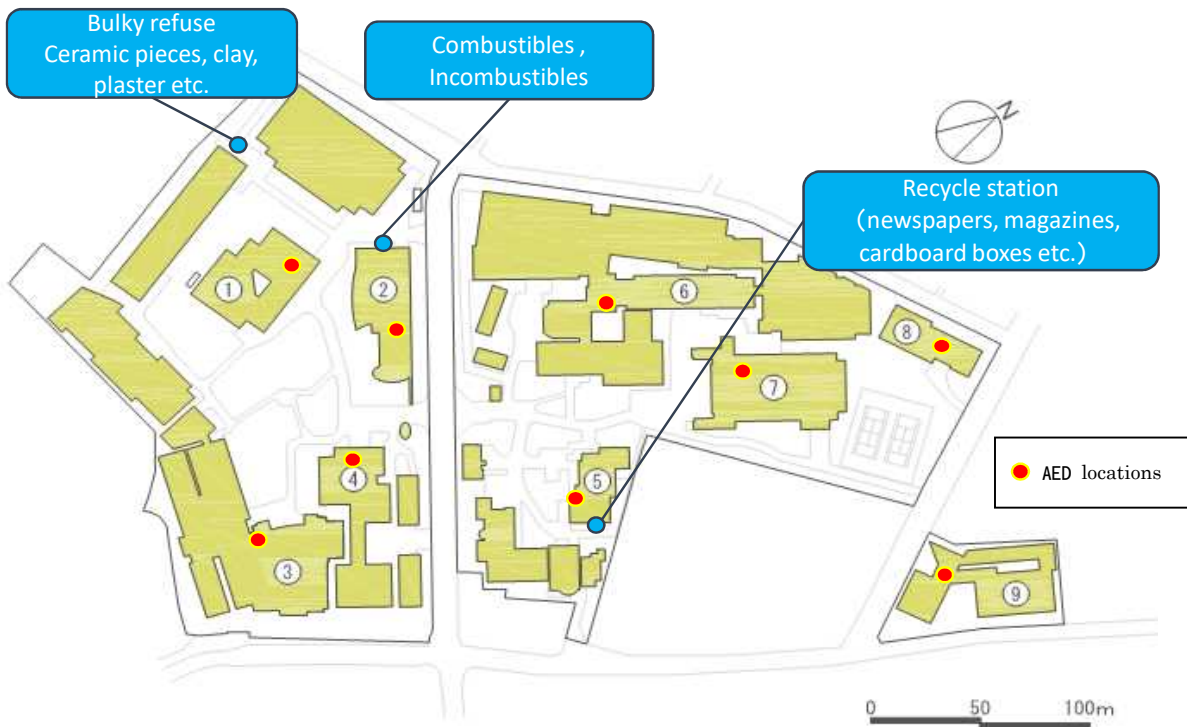 Bulky refuse
Ceramic pieces, clay,
plaster etc.
Combustibles ,
Incombustibles
N
Recycle station
(newspapers, magazines,
cardboard boxes etc.)
1
2
6
8
7
4
5
AED locations
3
9
0 50 100m